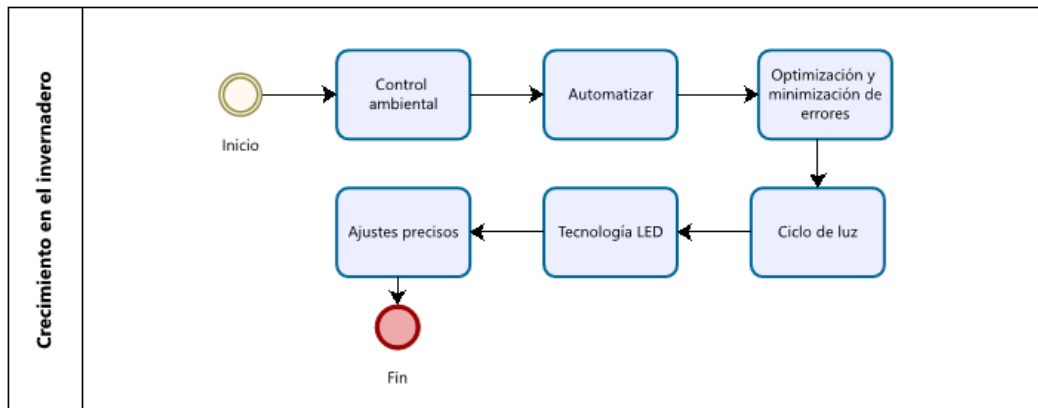 Crecimiento en el invernadero
Inicio
Control
ambiental
Automatizar
Optimización y
minimización de
errores
Ciclo de luz
Tecnología LED
Ajustes precisos
Fin